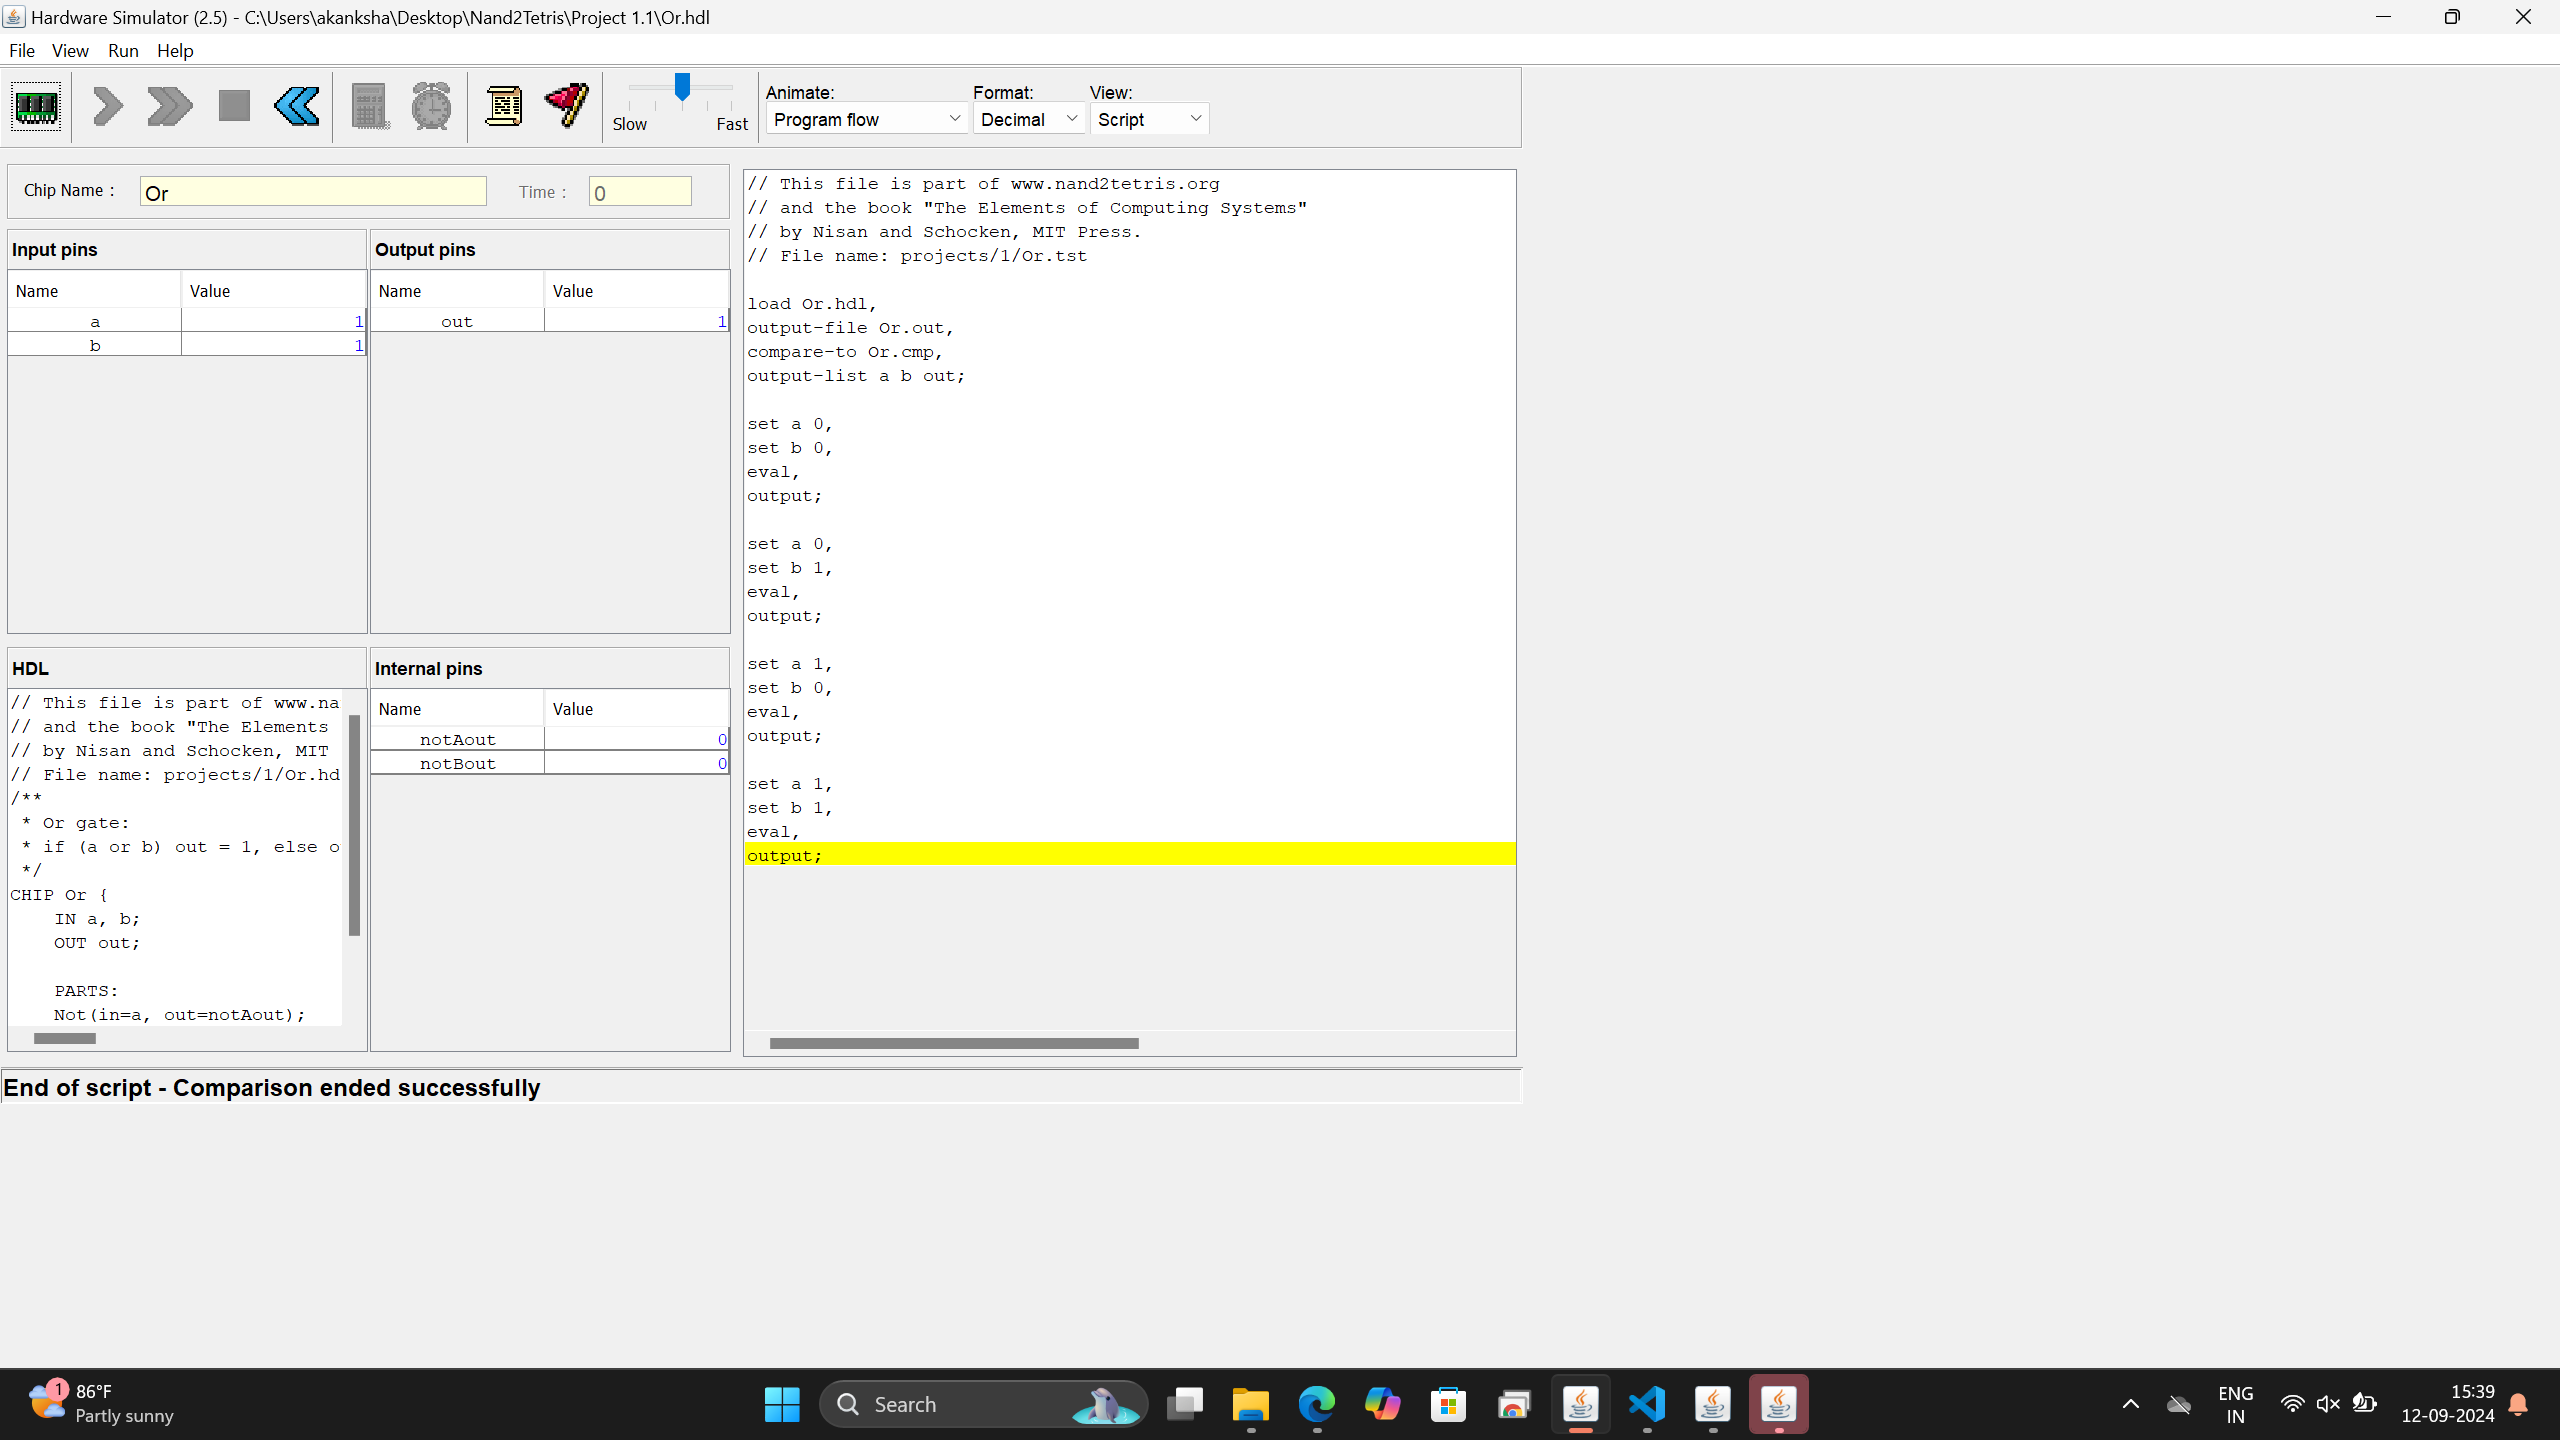 Hardware Simulator (2.5) - C:\Users\akanksha\Desktop\Nand2Tetris\Project 1.1\Or.hdl
File View Run Help
Slow Fast
Animate: Format: View:
Program flow Decimal Script
Chip Name : Or Time : 0
Input pins Output pins
Name Value Name Value
a 1 out 1
b 1
HDL
// This file is part of www.na
// and the book "The Elements
// by Nisan and Schocken, MIT
// File name: projects/1/Or.hd
/**
* Or gate:
* if (a or b) out = 1, else o
*/
CHIP Or {
IN a, b;
OUT out;
PARTS:
Not(in=a, out=notAout);
Internal pins
Name Value
notAout 0
notBout 0
// This file is part of www.nand2tetris.org
// and the book "The Elements of Computing Systems"
// by Nisan and Schocken, MIT Press.
// File name: projects/1/Or.tst
load Or.hdl,
output-file Or.out,
compare-to Or.cmp,
output-list a b out;
set a 0,
set b 0,
eval,
output;
set a 0,
set b 1,
eval,
output;
set a 1,
set b 0,
eval,
output;
set a 1,
set b 1,
eval,
output;
End of script - Comparison ended successfully
1
86°F
Partly sunny
Search
ENG
IN
15:39
12-09-2024